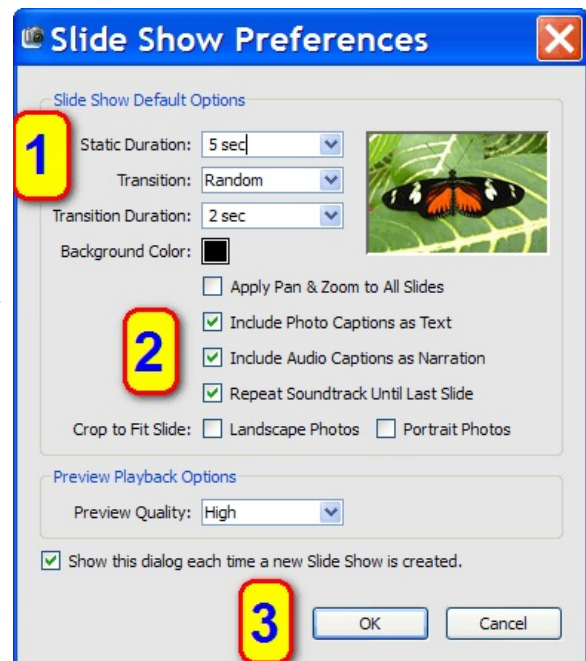 Slide Show Preferences
Slide Show Default Options
1
Static Duration: 5 sec
Transition: Random
Transition Duration: 2 sec
Background Color:
Apply Pan & Zoom to All Slides
2
Include Photo Captions as Text
Include Audio Captions as Narration
Repeat Soundtrack Until Last Slide
Crop to Fit Slide: Landscape Photos Portrait Photos
Preview Playback Options
Preview Quality: High
Show this dialog each time a new Slide Show is created.
3 OK Cancel